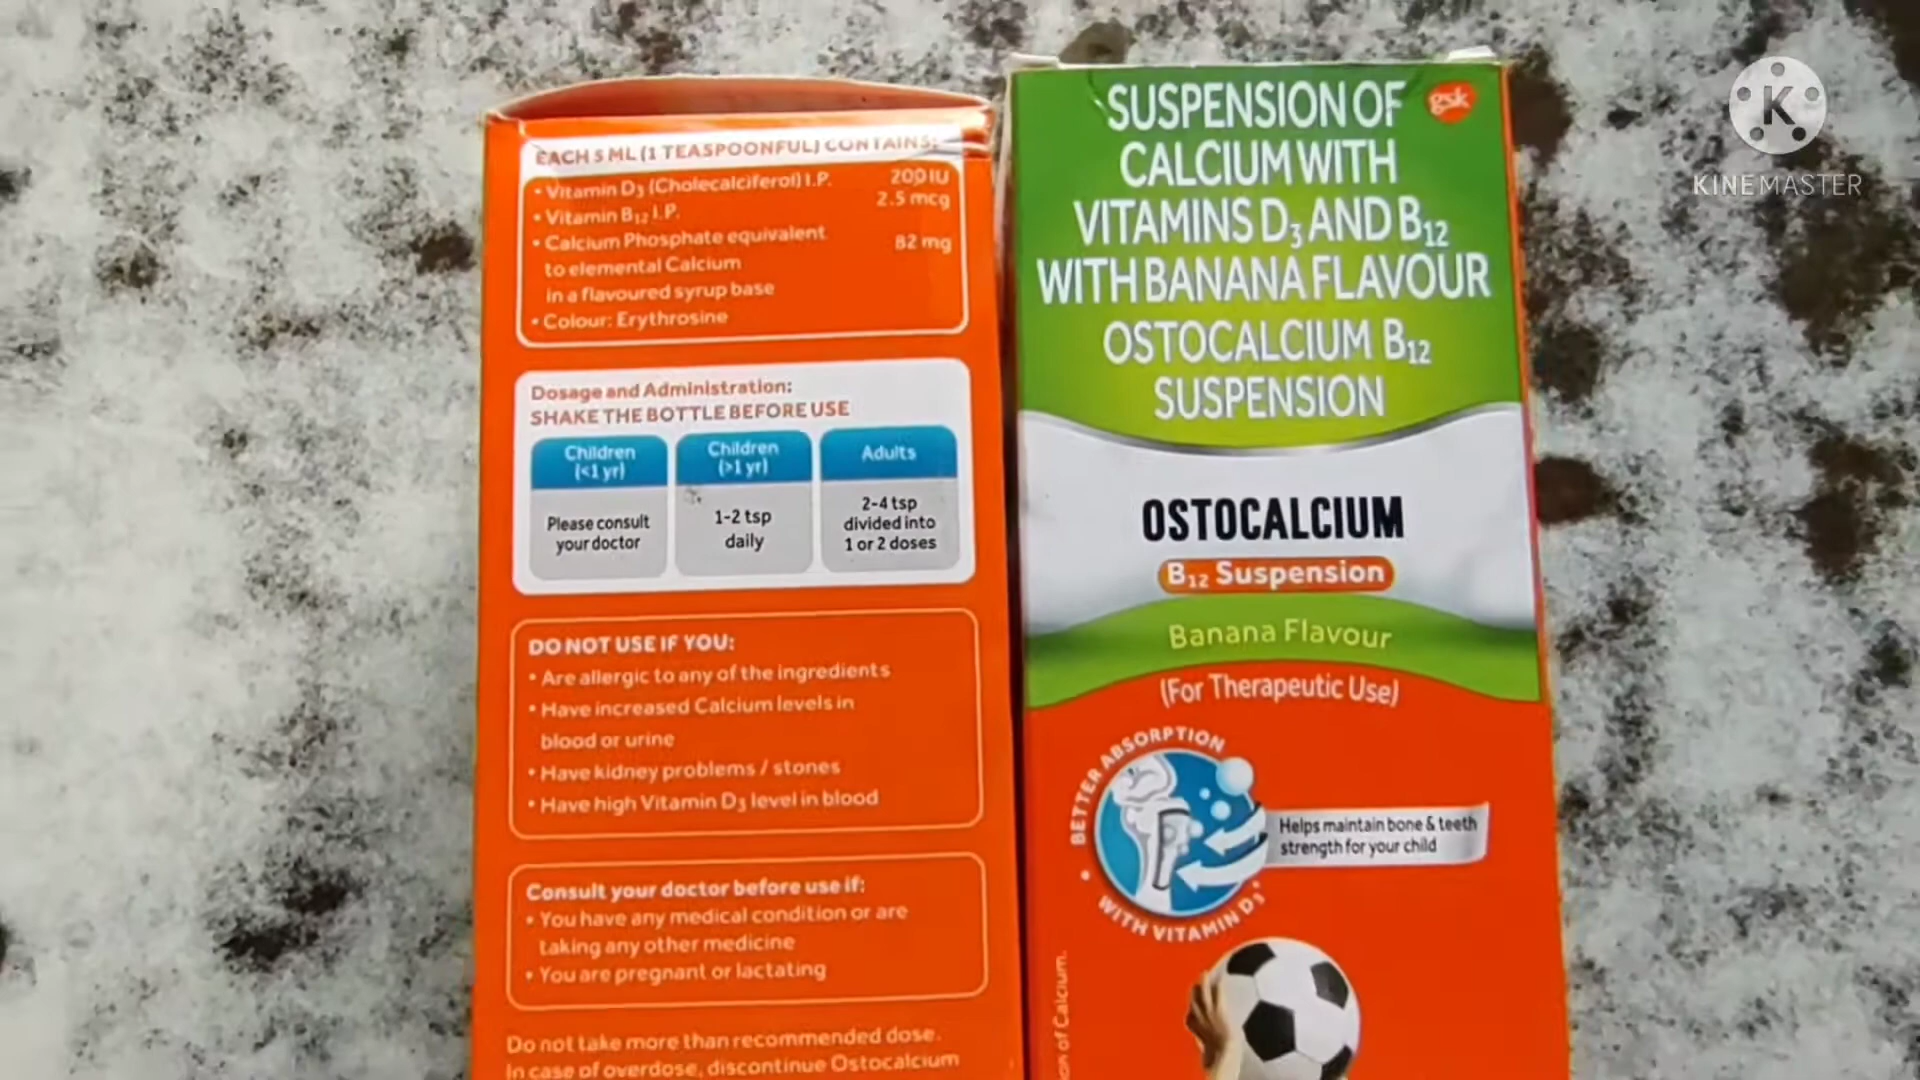 EACH 5 ML (1 TEASPOONFUL) CONTAINS:
• Vitamin D3 (Cholecalciferol) I.P. 200 IU
• Vitamin B12 I.P. 2.5 mcg
• Calcium Phosphate equivalent 82 mg
to elemental Calcium
in a flavoured syrup base
• Colour: Erythrosine
Dosage and Administration:
SHAKE THE BOTTLE BEFORE USE
Children
(<1 yr)
Please consult
your doctor
Children
(>1 yr)
1-2 tsp
daily
Adults
2-4 tsp
divided into
1 or 2 doses
DO NOT USE IF YOU:
• Are allergic to any of the ingredients
• Have increased Calcium levels in
blood or urine
• Have kidney problems / stones
• Have high Vitamin D3 level in blood
Consult your doctor before use if:
• You have any medical condition or are
taking any other medicine
• You are pregnant or lactating
Do not take more than recommended dose.
In case of overdose, discontinue Ostocalcium
SUSPENSION OF
gsk
CALCIUM WITH
VITAMINS D3 AND B12
WITH BANANA FLAVOUR
OSTOCALCIUM B12
SUSPENSION
OSTOCALCIUM
B12 Suspension
Banana Flavour
(For Therapeutic Use)
BETTER ABSORPTION
• WITH VITAMIN D3*
Helps maintain bone & teeth
strength for your child
of Calcium.
K
KINEMASTER